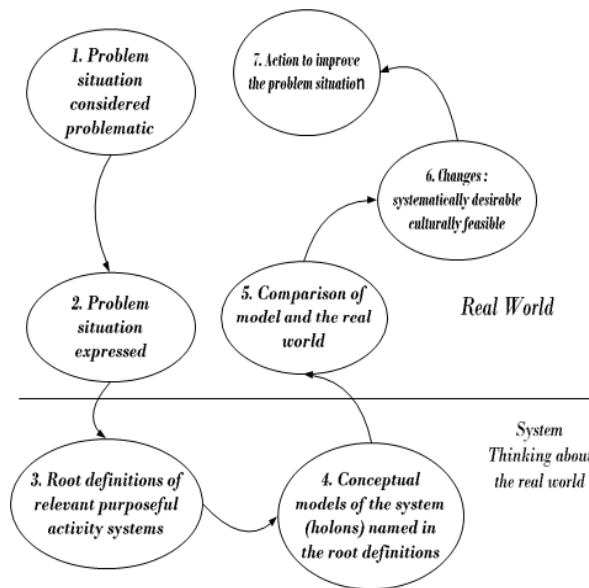 1. Problem
situation
considered
problematic
7. Action to improve
the problem situation
6. Changes :
systematically desirable
culturally feasible
2. Problem
situation
expressed
5. Comparison of
model and the real
world
Real World
3. Root definitions of
relevant purposeful
activity systems
4. Conceptual
models of the system
(holons) named in
the root definitions
System
Thinking about
the real world